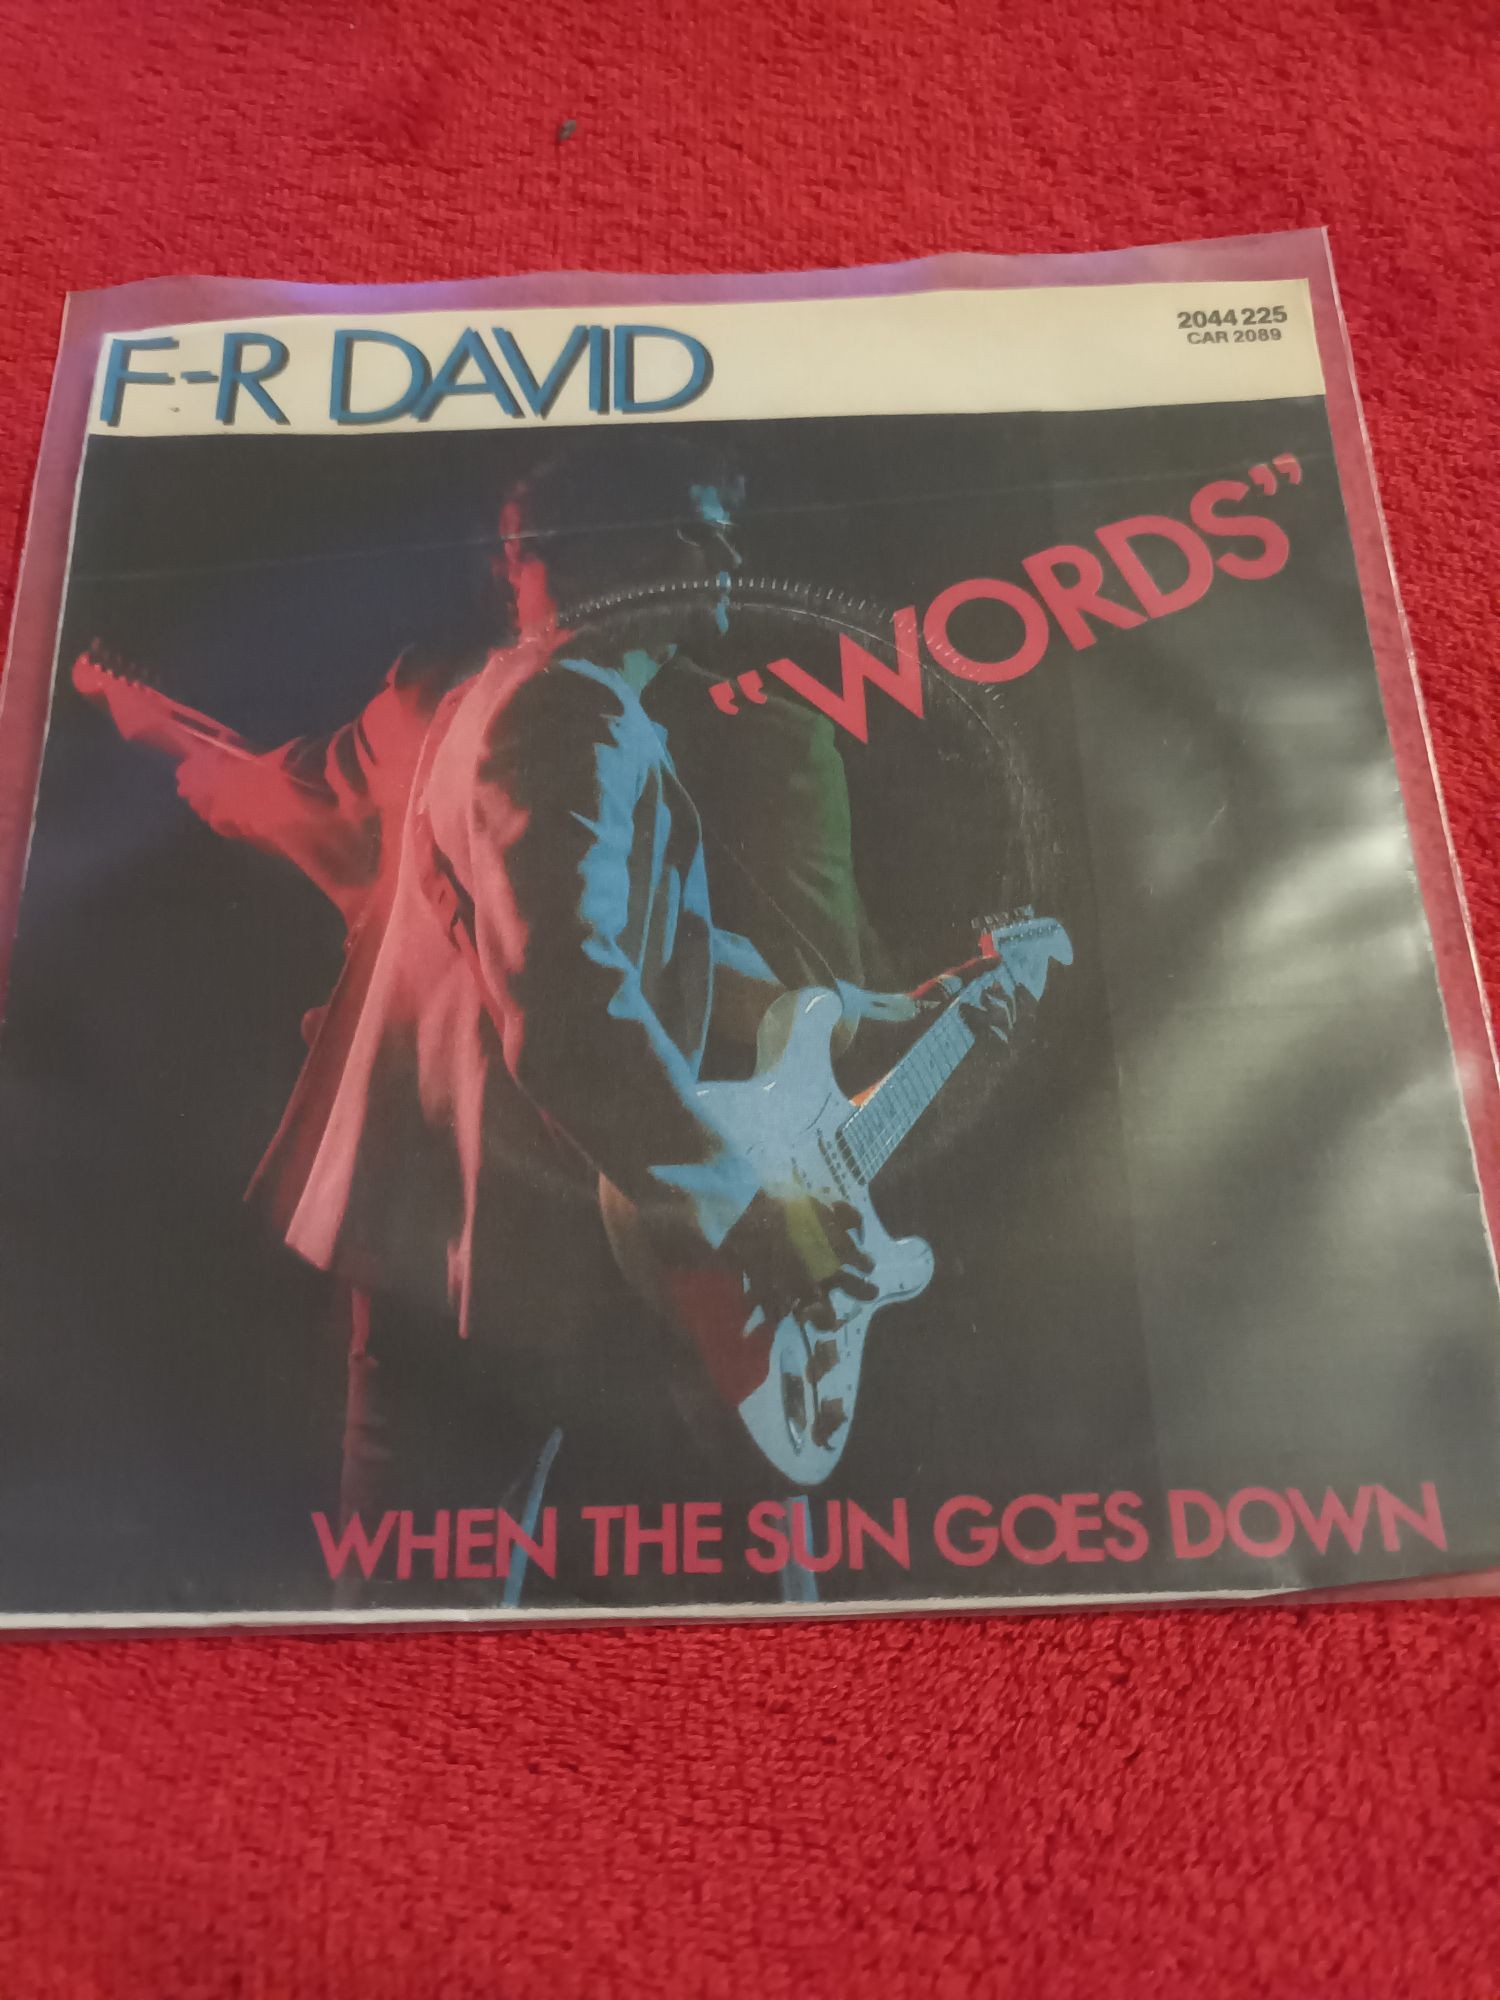 F-R DAVID
2044 225
CAR 2089
"WORDS"
WHEN THE SUN GOES DOWN